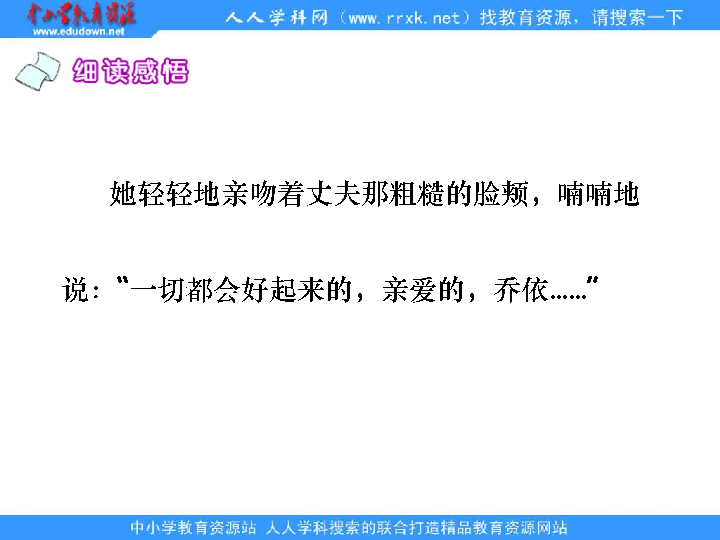 中小学教育资源
www.edudown.net
人人学科网（www.rrxk.net）找教育资源，请搜索一下
细读感悟
她轻轻地亲吻着丈夫那粗糙的脸颊，喃喃地
说：“一切都会好起来的，亲爱的，乔依……”
中小学教育资源站 人人学科搜索的联合打造精品教育资源网站